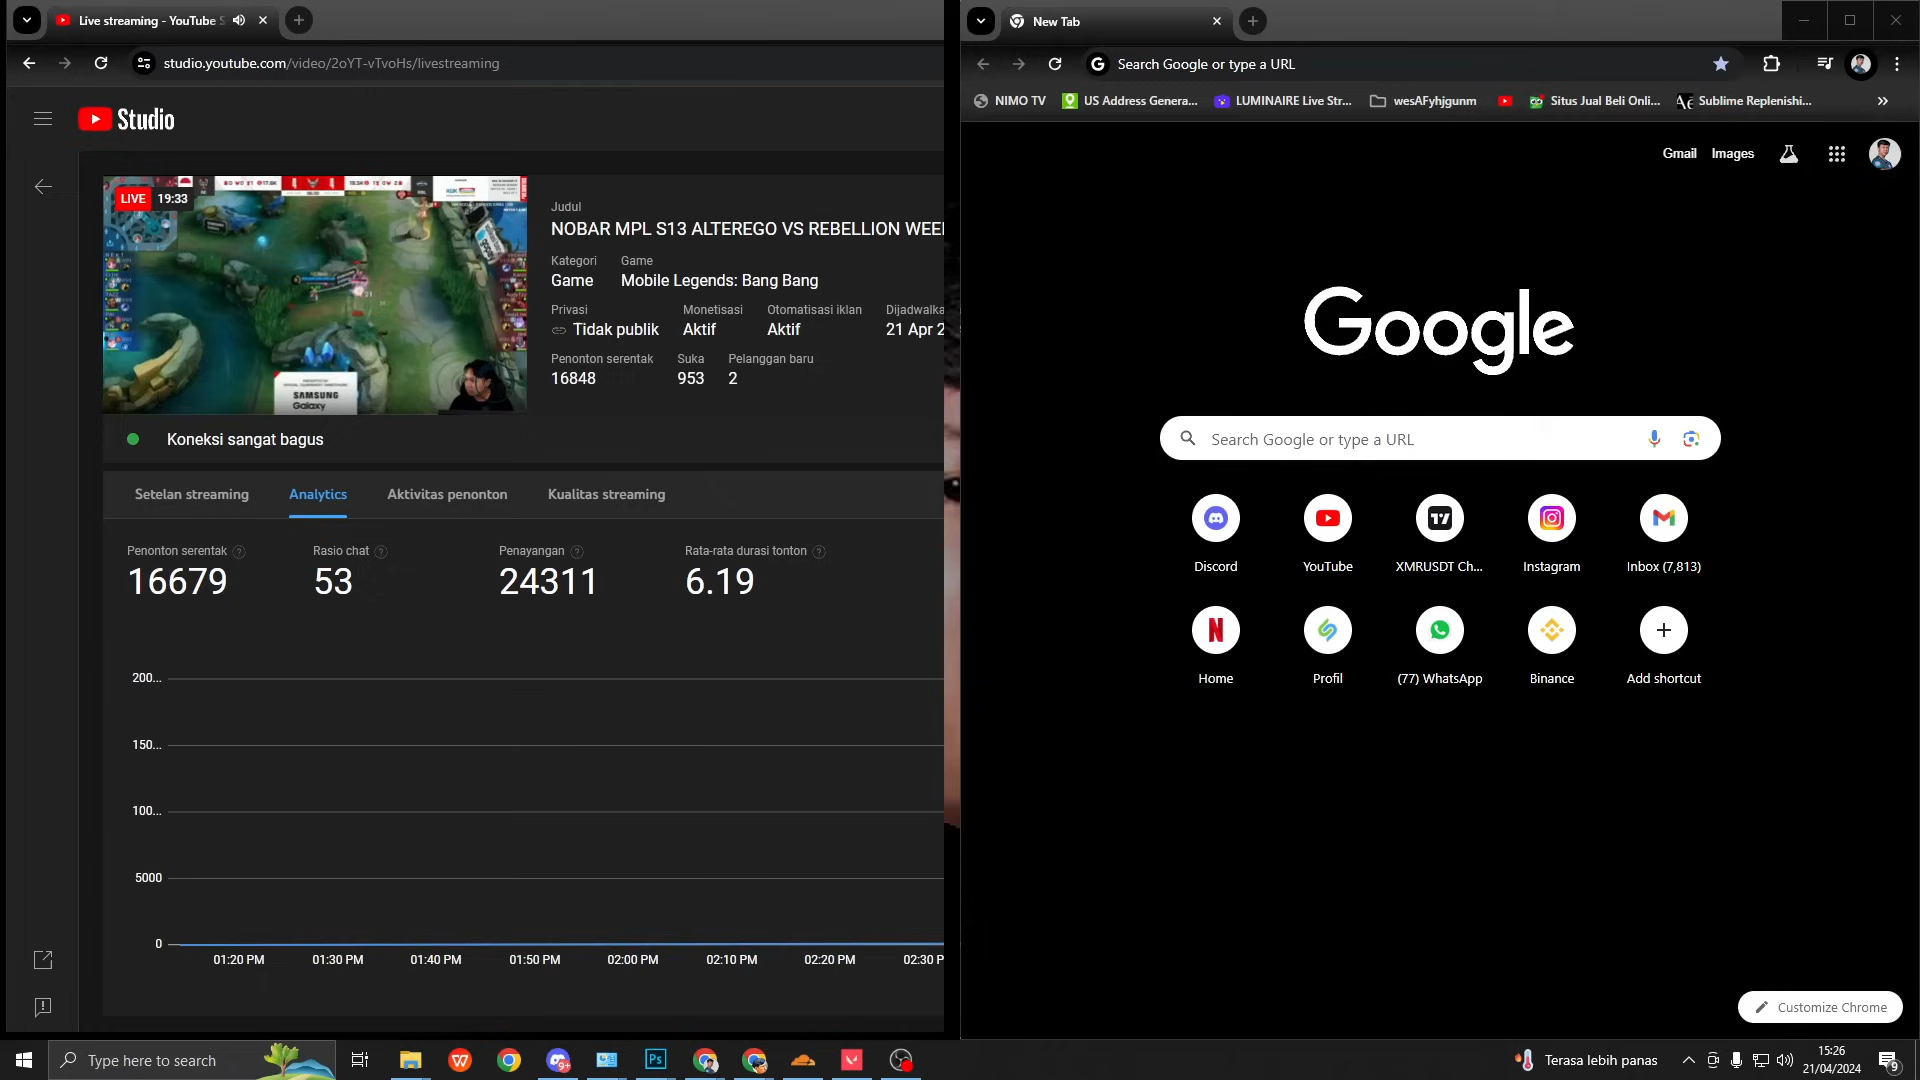 Live streaming - YouTube S
studio.youtube.com/video/2oYT-vTvoHs/livestreaming
Studio
LIVE 19:33
SAMSUNG
Galaxy
Judul
NOBAR MPL S13 ALTEREGO VS REBELLION WEE
Kategori Game
Game Mobile Legends: Bang Bang
Privasi Monetisasi Otomatisasi iklan Dijadwalka
Tidak publik Aktif Aktif 21 Apr 2
Penonton serentak Suka Pelanggan baru
16848 953 2
Koneksi sangat bagus
Setelan streaming Analytics Aktivitas penonton Kualitas streaming
Penonton serentak Rasio chat Penayangan Rata-rata durasi tonton
16679 53 24311 6.19
200...
150...
100...
5000
0
01:20 PM 01:30 PM 01:40 PM 01:50 PM 02:00 PM 02:10 PM 02:20 PM 02:30 P
New Tab
Search Google or type a URL
NIMO TV US Address Genera... LUMINAIRE Live Str... wesAFyhjgunm Situs Jual Beli Onli... Sublime Replenishi...
Gmail Images
Google
Search Google or type a URL
Discord YouTube XMRUSDT Ch... Instagram Inbox (7,813)
Home Profil (77) WhatsApp Binance Add shortcut
Customize Chrome
Type here to search
9+
Ps
Terasa lebih panas
15:26
21/04/2024
9